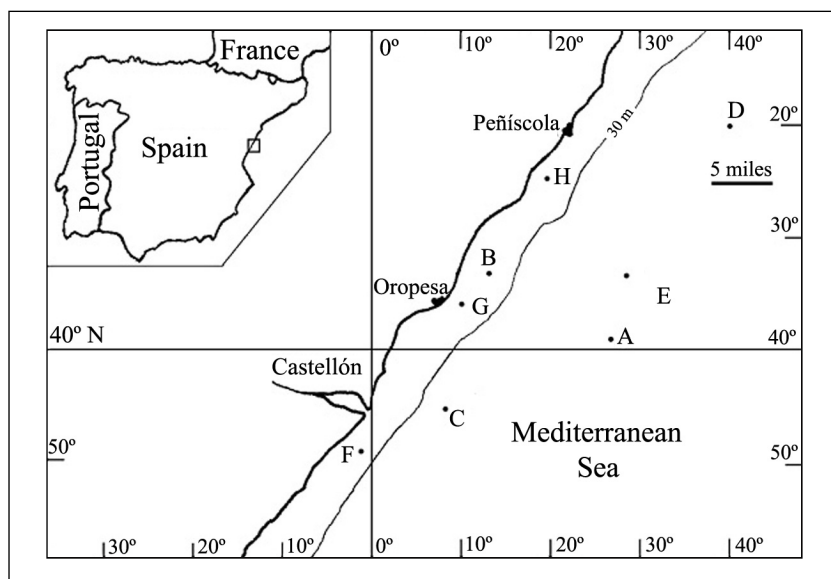 France
Portugal
Spain
0º 10º 20º 30º 40º
D
20º
Peñíscola
30 m
5 miles
H
30º
B
Oropesa
E
G
40º N
A
40º
Castellón
C
Mediterranean
Sea
50º
F
50º
30º 20º 10º 0º 10º 20º 30º 40º